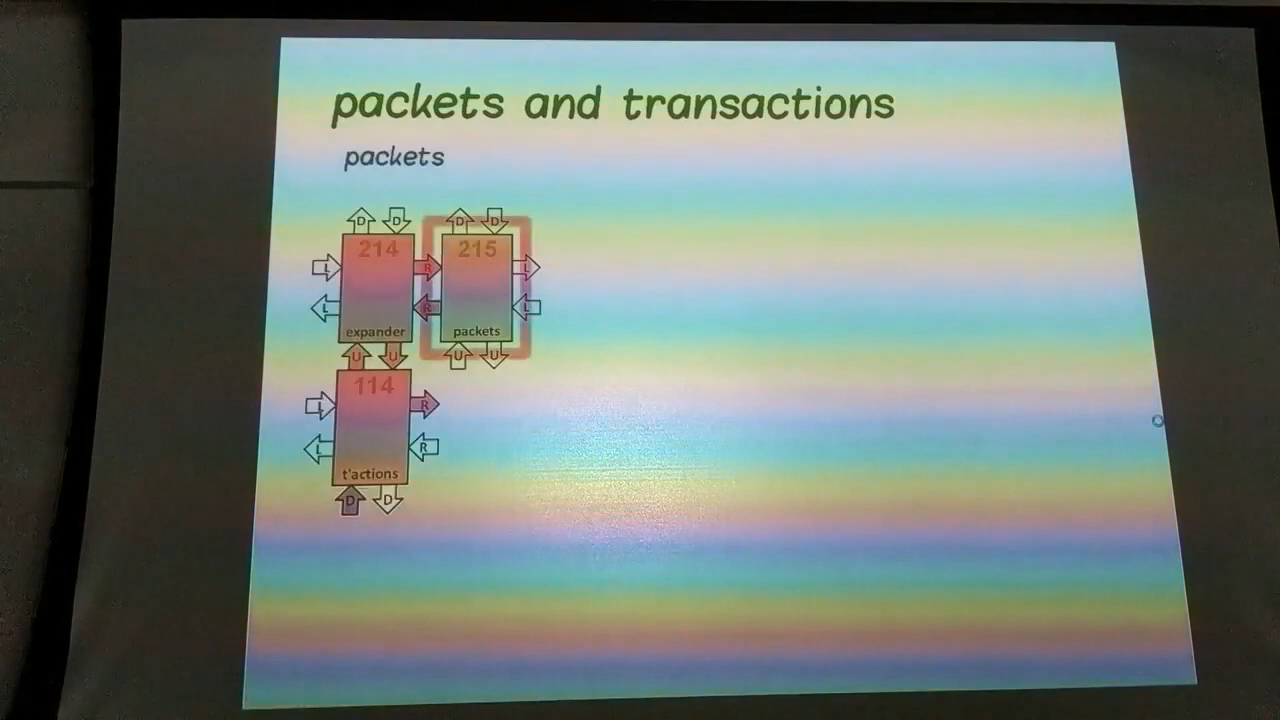 packets and transactions
packets
D D D D
214 215
L R L
L R L
expander packets
U U U U
114
L R
L R
t'actions
D D